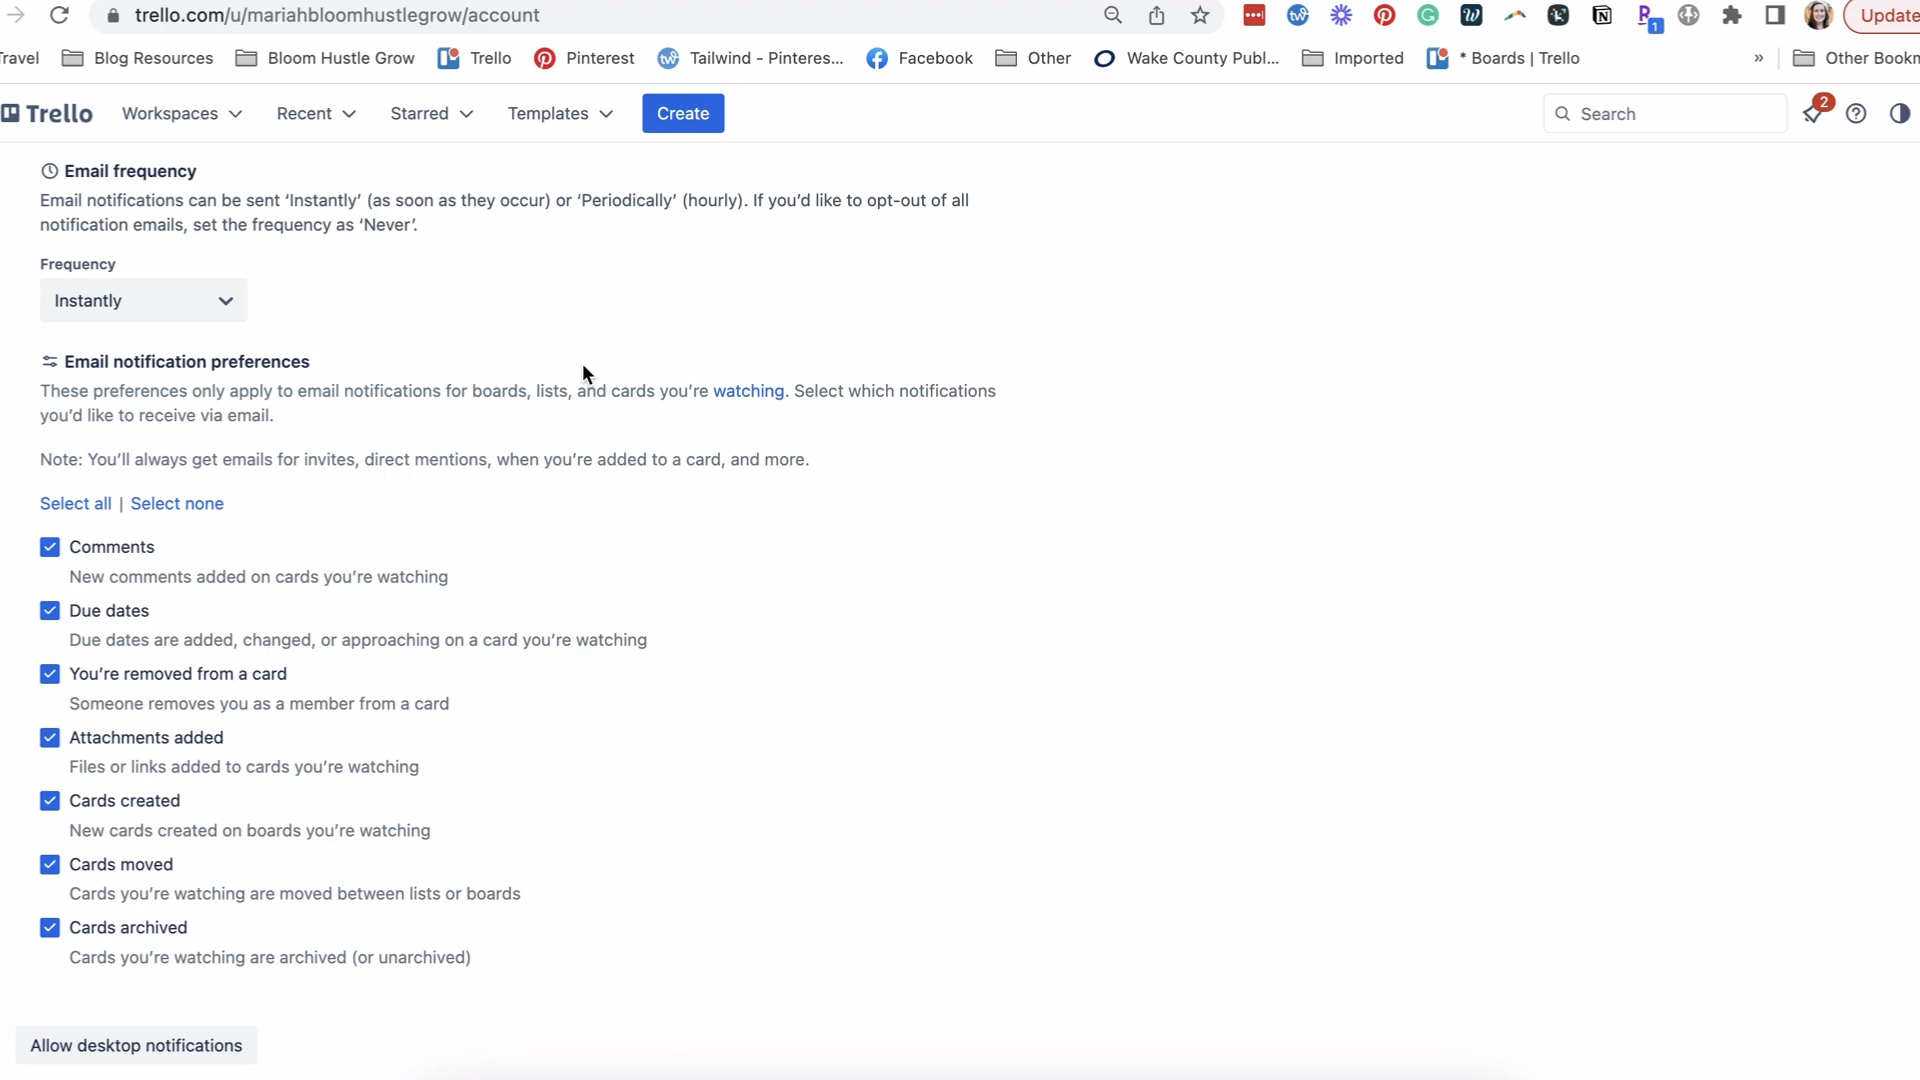 trello.com/u/mariahbloomhustlegrow/account
Update
Blog Resources Bloom Hustle Grow Trello Pinterest Tailwind - Pinteres... Facebook Other Wake County Publ... Imported * Boards | Trello » Other Bookm
Trello Workspaces Recent Starred Templates Create Search 2
Email frequency
Email notifications can be sent ‘Instantly’ (as soon as they occur) or ‘Periodically’ (hourly). If you’d like to opt-out of all
notification emails, set the frequency as ‘Never’.
Frequency
Instantly
Email notification preferences
These preferences only apply to email notifications for boards, lists, and cards you’re watching. Select which notifications
you’d like to receive via email.
Note: You’ll always get emails for invites, direct mentions, when you’re added to a card, and more.
Select all | Select none
Comments
New comments added on cards you’re watching
Due dates
Due dates are added, changed, or approaching on a card you’re watching
You’re removed from a card
Someone removes you as a member from a card
Attachments added
Files or links added to cards you’re watching
Cards created
New cards created on boards you’re watching
Cards moved
Cards you’re watching are moved between lists or boards
Cards archived
Cards you’re watching are archived (or unarchived)
Allow desktop notifications